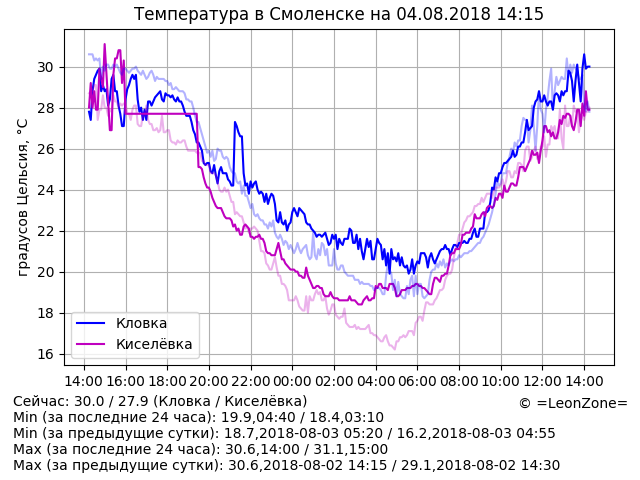 Температура в Смоленске на 04.08.2018 14:15
градусов Цельсия, °C
30
28
26
24
22
20
18
16
Кловка
Киселёвка
14:00 16:00 18:00 20:00 22:00 00:00 02:00 04:00 06:00 08:00 10:00 12:00 14:00
Сейчас: 30.0 / 27.9 (Кловка / Киселёвка)
© =LeonZone=
Min (за последние 24 часа): 19.9,04:40 / 18.4,03:10
Min (за предыдущие сутки): 18.7,2018-08-03 05:20 / 16.2,2018-08-03 04:55
Max (за последние 24 часа): 30.6,14:00 / 31.1,15:00
Max (за предыдущие сутки): 30.6,2018-08-02 14:15 / 29.1,2018-08-02 14:30